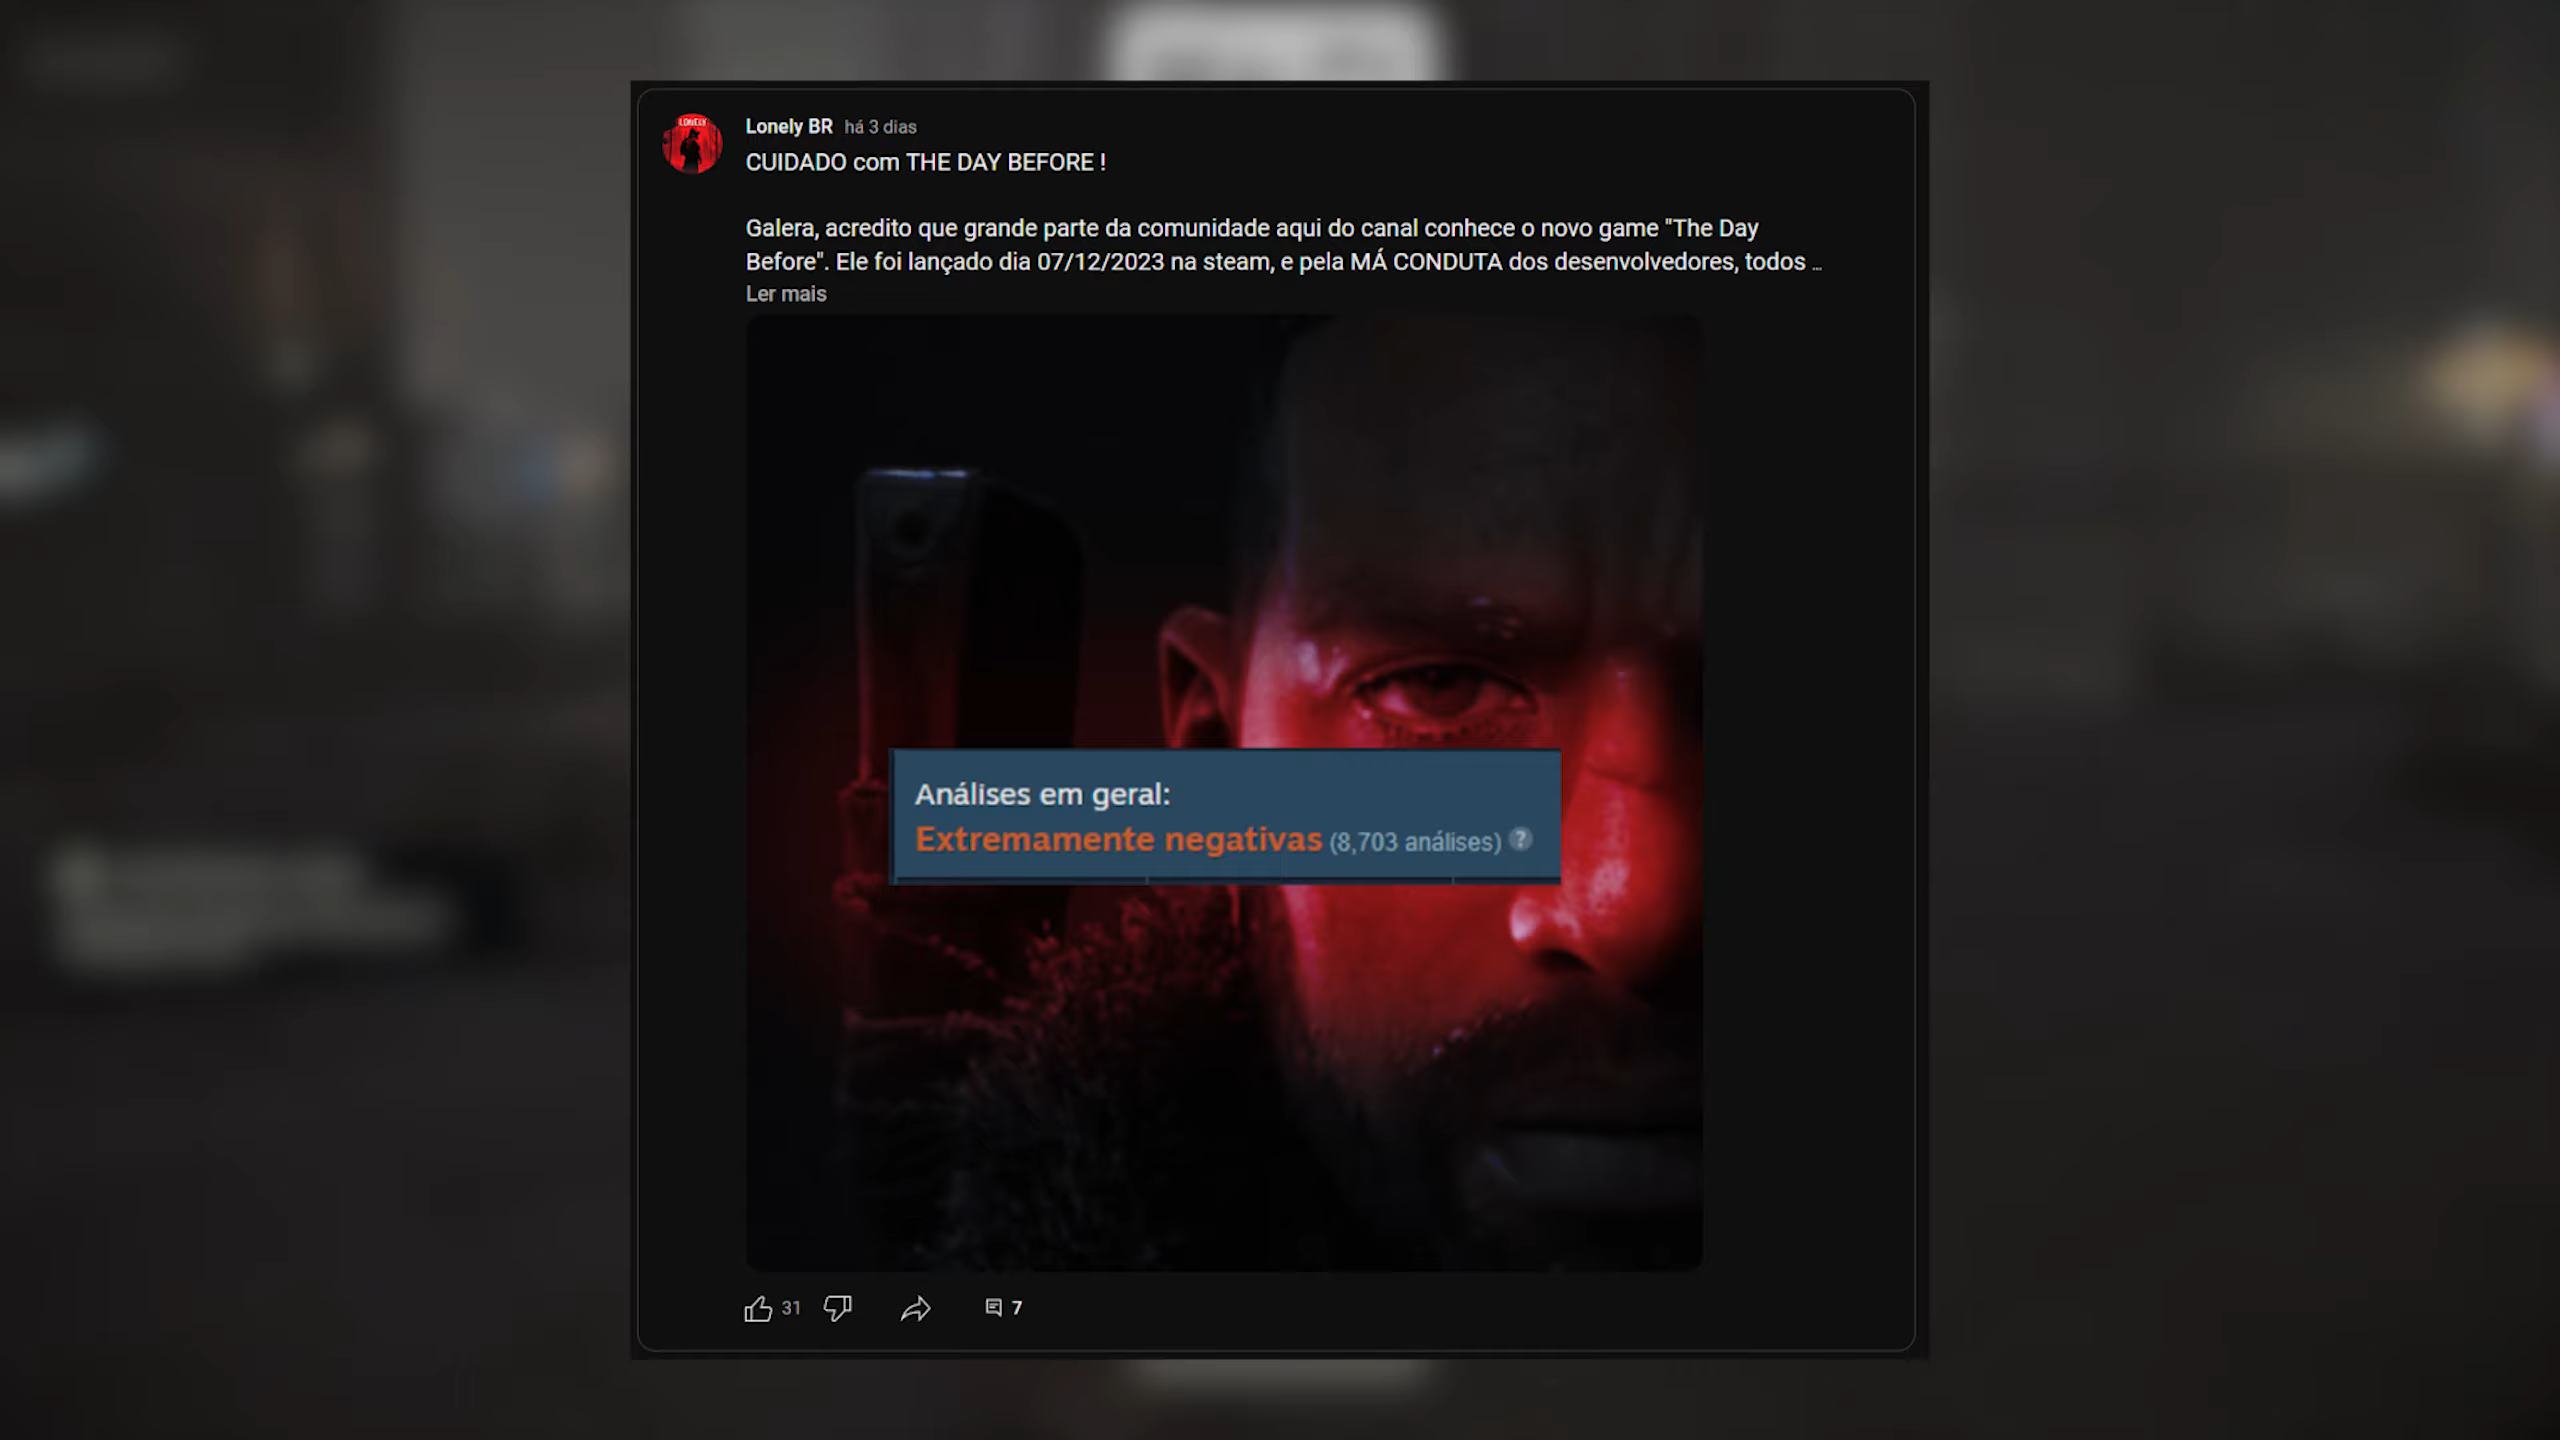 LONELY
Lonely BR há 3 dias
CUIDADO com THE DAY BEFORE !
Galera, acredito que grande parte da comunidade aqui do canal conhece o novo game "The Day
Before". Ele foi lançado dia 07/12/2023 na steam, e pela MÁ CONDUTA dos desenvolvedores, todos ...
Ler mais
Análises em geral:
Extremamente negativas (8,703 análises) ?
31 7